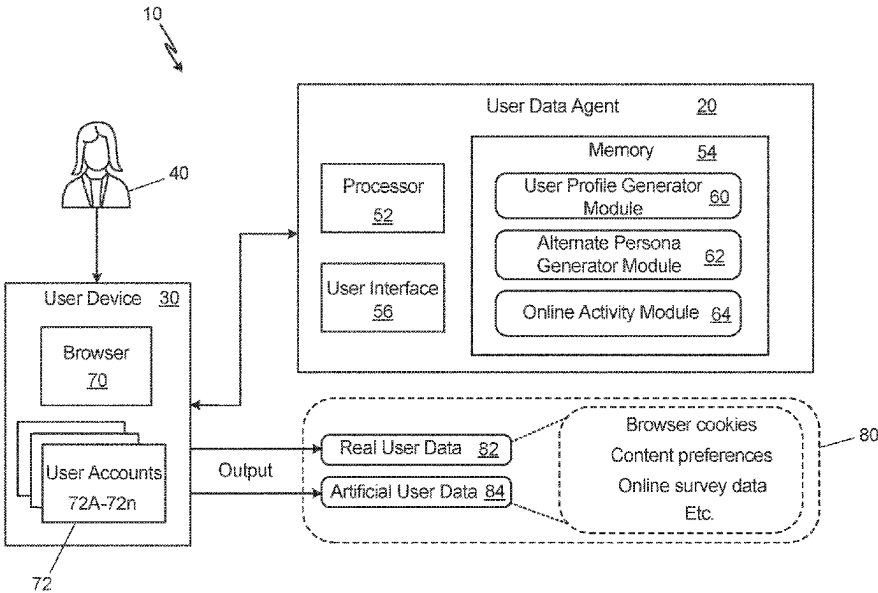 10
40
User Data Agent 20
Processor
52
User Interface
56
Memory 54
User Profile Generator
Module 60
Alternate Persona
Generator Module 62
Online Activity Module 64
User Device 30
Browser
70
User Accounts
72A-72n
72
Output
Real User Data 82
Artificial User Data 84
Browser cookies
Content preferences
Online survey data
Etc.
80